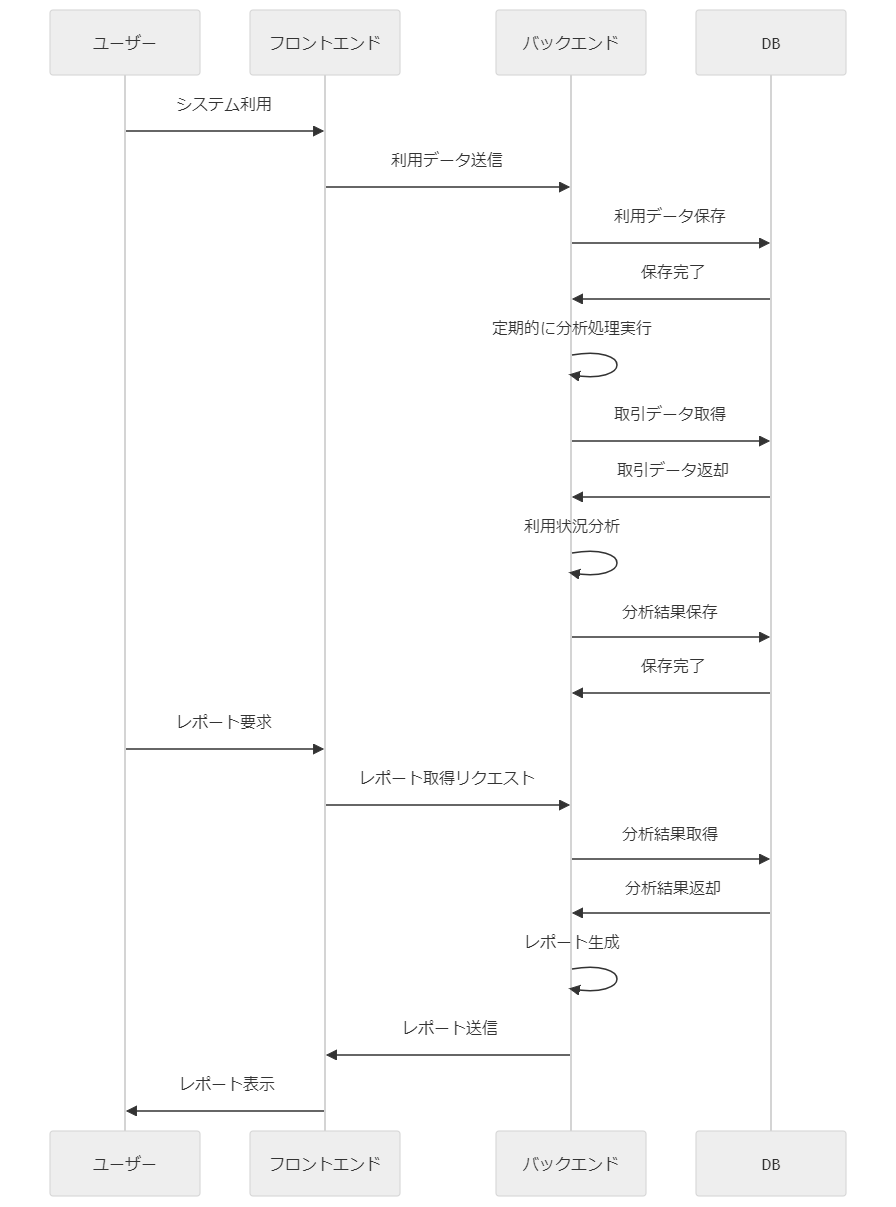 ユーザー
フロントエンド
バックエンド
DB
システム利用
利用データ送信
利用データ保存
保存完了
定期的に分析処理実行
取引データ取得
取引データ返却
利用状況分析
分析結果保存
保存完了
レポート要求
レポート取得リクエスト
分析結果取得
分析結果返却
レポート生成
レポート送信
レポート表示
ユーザー
フロントエンド
バックエンド
DB